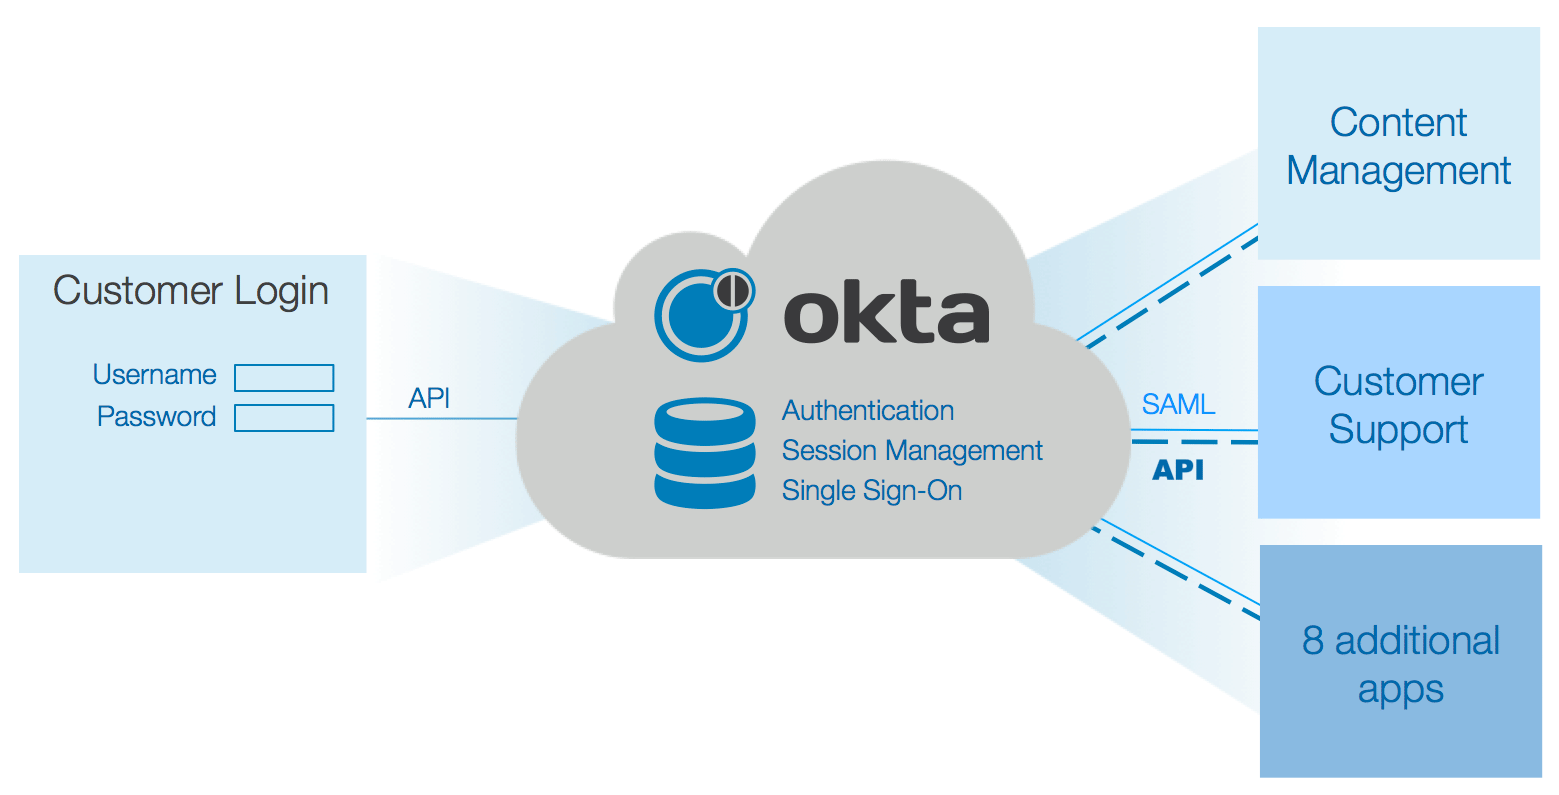 Customer Login
Username
Password
API
okta
Authentication
Session Management
Single Sign-On
SAML
API
Content
Management
Customer
Support
8 additional
apps